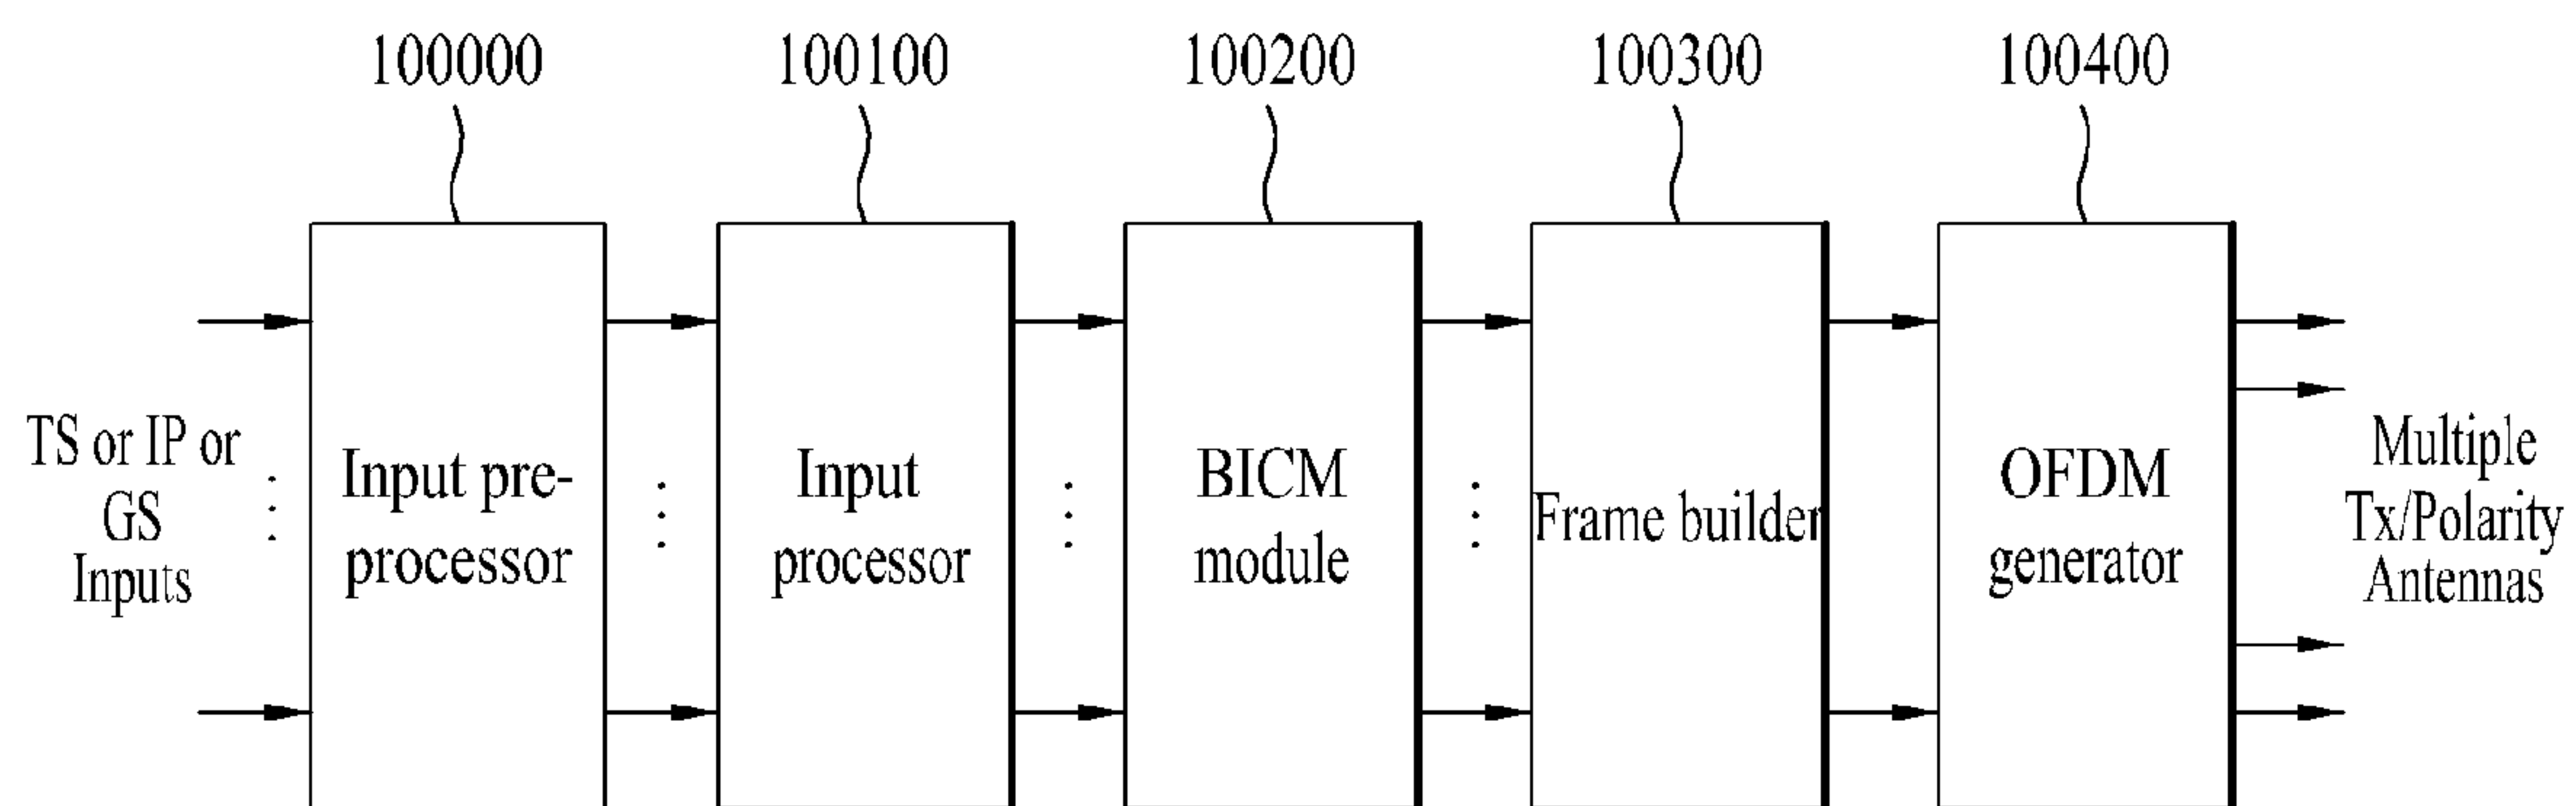 100000
100100
100200
100300
100400
TS or IP or
GS
Inputs
Input pre-
processor
Input
processor
BICM
module
Frame builder
OFDM
generator
Multiple
Tx/Polarity
Antennas